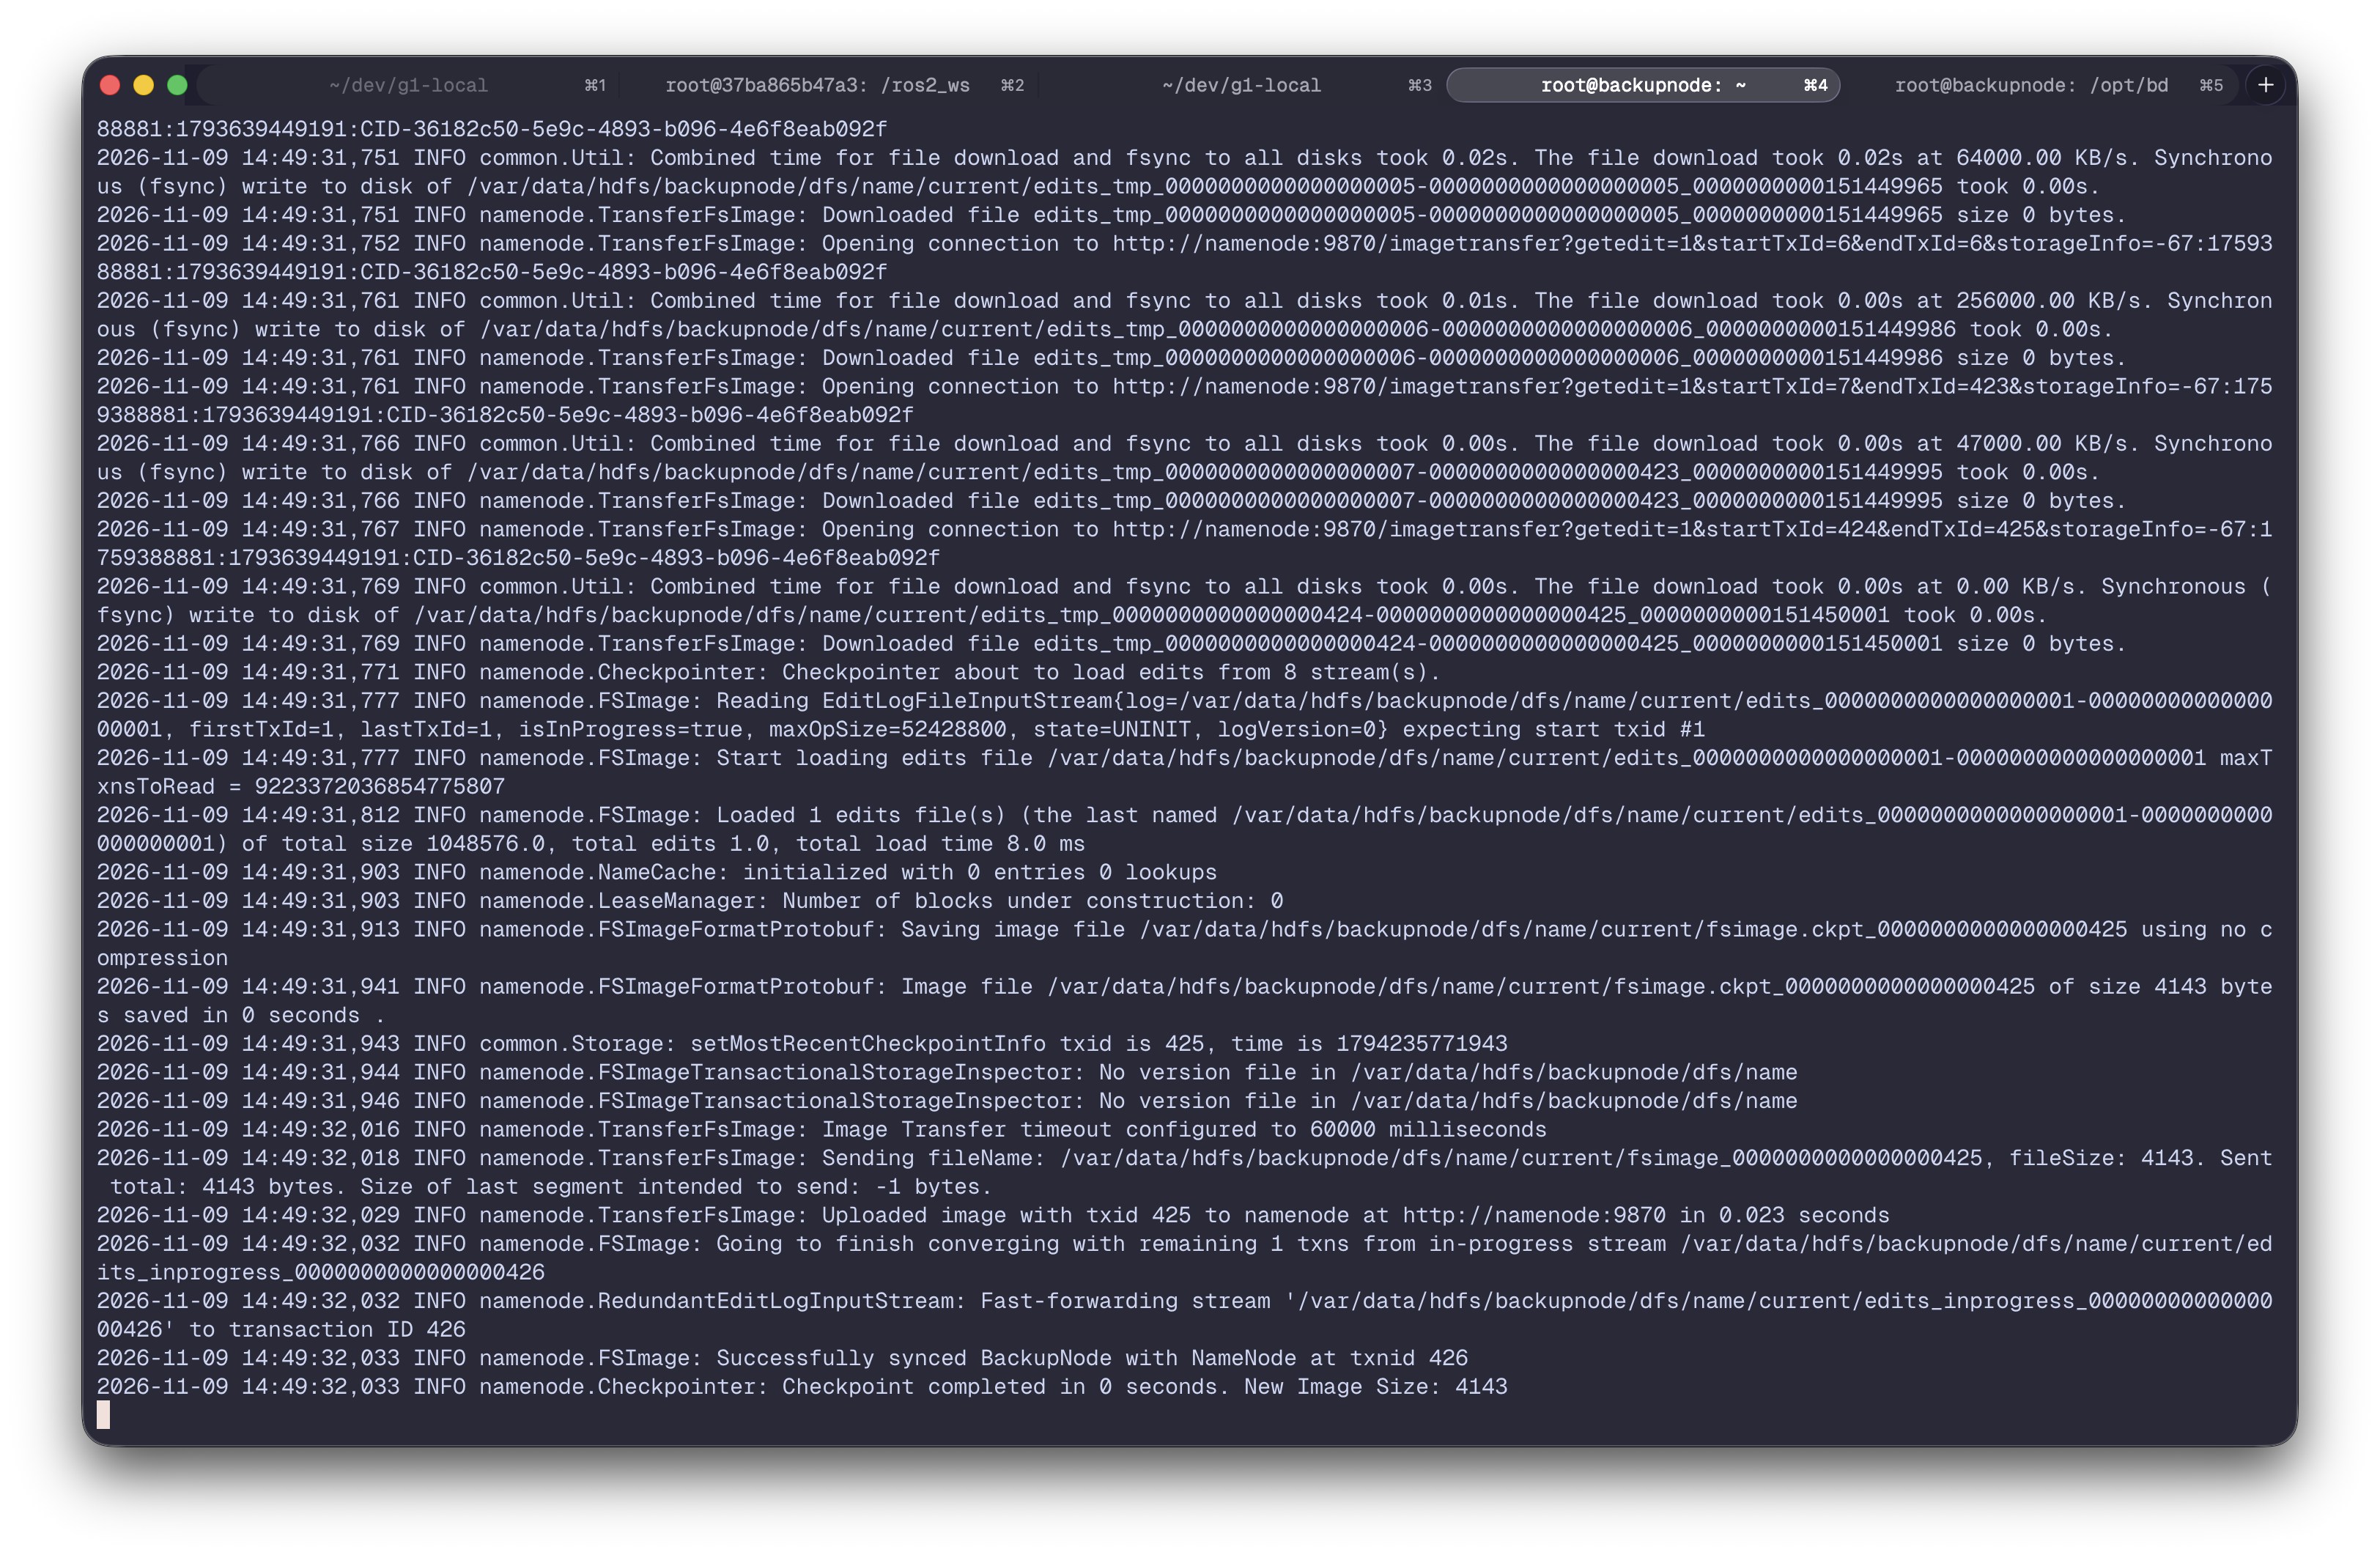 ~/dev/g1-local ⌘1 root@37ba865b47a3: /ros2_ws ⌘2 ~/dev/g1-local ⌘3 root@backupnode: ~ ⌘4 root@backupnode: /opt/bd ⌘5 +
88881:1793639449191:CID-36182c50-5e9c-4893-b096-4e6f8eab092f
2026-11-09 14:49:31,751 INFO common.Util: Combined time for file download and fsync to all disks took 0.02s. The file download took 0.02s at 64000.00 KB/s. Synchrono
us (fsync) write to disk of /var/data/hdfs/backupnode/dfs/name/current/edits_tmp_0000000000000000005-0000000000000000005_0000000000151449965 took 0.00s.
2026-11-09 14:49:31,751 INFO namenode.TransferFsImage: Downloaded file edits_tmp_0000000000000000005-0000000000000000005_0000000000151449965 size 0 bytes.
2026-11-09 14:49:31,752 INFO namenode.TransferFsImage: Opening connection to http://namenode:9870/imagetransfer?getedit=1&startTxId=6&endTxId=6&storageInfo=-67:17593
88881:1793639449191:CID-36182c50-5e9c-4893-b096-4e6f8eab092f
2026-11-09 14:49:31,761 INFO common.Util: Combined time for file download and fsync to all disks took 0.01s. The file download took 0.00s at 256000.00 KB/s. Synchron
ous (fsync) write to disk of /var/data/hdfs/backupnode/dfs/name/current/edits_tmp_0000000000000000006-0000000000000000006_0000000000151449986 took 0.00s.
2026-11-09 14:49:31,761 INFO namenode.TransferFsImage: Downloaded file edits_tmp_0000000000000000006-0000000000000000006_0000000000151449986 size 0 bytes.
2026-11-09 14:49:31,761 INFO namenode.TransferFsImage: Opening connection to http://namenode:9870/imagetransfer?getedit=1&startTxId=7&endTxId=423&storageInfo=-67:175
9388881:1793639449191:CID-36182c50-5e9c-4893-b096-4e6f8eab092f
2026-11-09 14:49:31,766 INFO common.Util: Combined time for file download and fsync to all disks took 0.00s. The file download took 0.00s at 47000.00 KB/s. Synchrono
us (fsync) write to disk of /var/data/hdfs/backupnode/dfs/name/current/edits_tmp_0000000000000000007-0000000000000000423_0000000000151449995 took 0.00s.
2026-11-09 14:49:31,766 INFO namenode.TransferFsImage: Downloaded file edits_tmp_0000000000000000007-0000000000000000423_0000000000151449995 size 0 bytes.
2026-11-09 14:49:31,767 INFO namenode.TransferFsImage: Opening connection to http://namenode:9870/imagetransfer?getedit=1&startTxId=424&endTxId=425&storageInfo=-67:1
759388881:1793639449191:CID-36182c50-5e9c-4893-b096-4e6f8eab092f
2026-11-09 14:49:31,769 INFO common.Util: Combined time for file download and fsync to all disks took 0.00s. The file download took 0.00s at 0.00 KB/s. Synchronous (
fsync) write to disk of /var/data/hdfs/backupnode/dfs/name/current/edits_tmp_0000000000000000424-0000000000000000425_0000000000151450001 took 0.00s.
2026-11-09 14:49:31,769 INFO namenode.TransferFsImage: Downloaded file edits_tmp_0000000000000000424-0000000000000000425_0000000000151450001 size 0 bytes.
2026-11-09 14:49:31,771 INFO namenode.Checkpointer: Checkpointer about to load edits from 8 stream(s).
2026-11-09 14:49:31,777 INFO namenode.FSImage: Reading EditLogFileInputStream{log=/var/data/hdfs/backupnode/dfs/name/current/edits_0000000000000000001-00000000000000
00001, firstTxId=1, lastTxId=1, isInProgress=true, maxOpSize=52428800, state=UNINIT, logVersion=0} expecting start txid #1
2026-11-09 14:49:31,777 INFO namenode.FSImage: Start loading edits file /var/data/hdfs/backupnode/dfs/name/current/edits_0000000000000000001-0000000000000000001 maxT
xnsToRead = 9223372036854775807
2026-11-09 14:49:31,812 INFO namenode.FSImage: Loaded 1 edits file(s) (the last named /var/data/hdfs/backupnode/dfs/name/current/edits_0000000000000000001-0000000000
000000001) of total size 1048576.0, total edits 1.0, total load time 8.0 ms
2026-11-09 14:49:31,903 INFO namenode.NameCache: initialized with 0 entries 0 lookups
2026-11-09 14:49:31,903 INFO namenode.LeaseManager: Number of blocks under construction: 0
2026-11-09 14:49:31,913 INFO namenode.FSImageFormatProtobuf: Saving image file /var/data/hdfs/backupnode/dfs/name/current/fsimage.ckpt_0000000000000000425 using no c
ompression
2026-11-09 14:49:31,941 INFO namenode.FSImageFormatProtobuf: Image file /var/data/hdfs/backupnode/dfs/name/current/fsimage.ckpt_0000000000000000425 of size 4143 byte
s saved in 0 seconds .
2026-11-09 14:49:31,943 INFO common.Storage: setMostRecentCheckpointInfo txid is 425, time is 1794235771943
2026-11-09 14:49:31,944 INFO namenode.FSImageTransactionalStorageInspector: No version file in /var/data/hdfs/backupnode/dfs/name
2026-11-09 14:49:31,946 INFO namenode.FSImageTransactionalStorageInspector: No version file in /var/data/hdfs/backupnode/dfs/name
2026-11-09 14:49:32,016 INFO namenode.TransferFsImage: Image Transfer timeout configured to 60000 milliseconds
2026-11-09 14:49:32,018 INFO namenode.TransferFsImage: Sending fileName: /var/data/hdfs/backupnode/dfs/name/current/fsimage_0000000000000000425, fileSize: 4143. Sent
 total: 4143 bytes. Size of last segment intended to send: -1 bytes.
2026-11-09 14:49:32,029 INFO namenode.TransferFsImage: Uploaded image with txid 425 to namenode at http://namenode:9870 in 0.023 seconds
2026-11-09 14:49:32,032 INFO namenode.FSImage: Going to finish converging with remaining 1 txns from in-progress stream /var/data/hdfs/backupnode/dfs/name/current/ed
its_inprogress_0000000000000000426
2026-11-09 14:49:32,032 INFO namenode.RedundantEditLogInputStream: Fast-forwarding stream '/var/data/hdfs/backupnode/dfs/name/current/edits_inprogress_00000000000000
00426' to transaction ID 426
2026-11-09 14:49:32,033 INFO namenode.FSImage: Successfully synced BackupNode with NameNode at txnid 426
2026-11-09 14:49:32,033 INFO namenode.Checkpointer: Checkpoint completed in 0 seconds. New Image Size: 4143